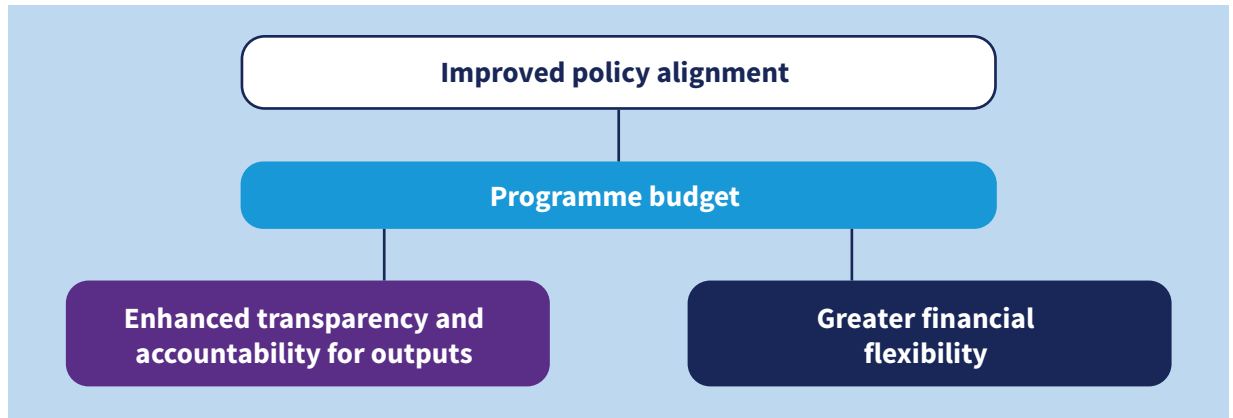 Improved policy alignment
Programme budget
Enhanced transparency and
accountability for outputs
Greater financial
flexibility